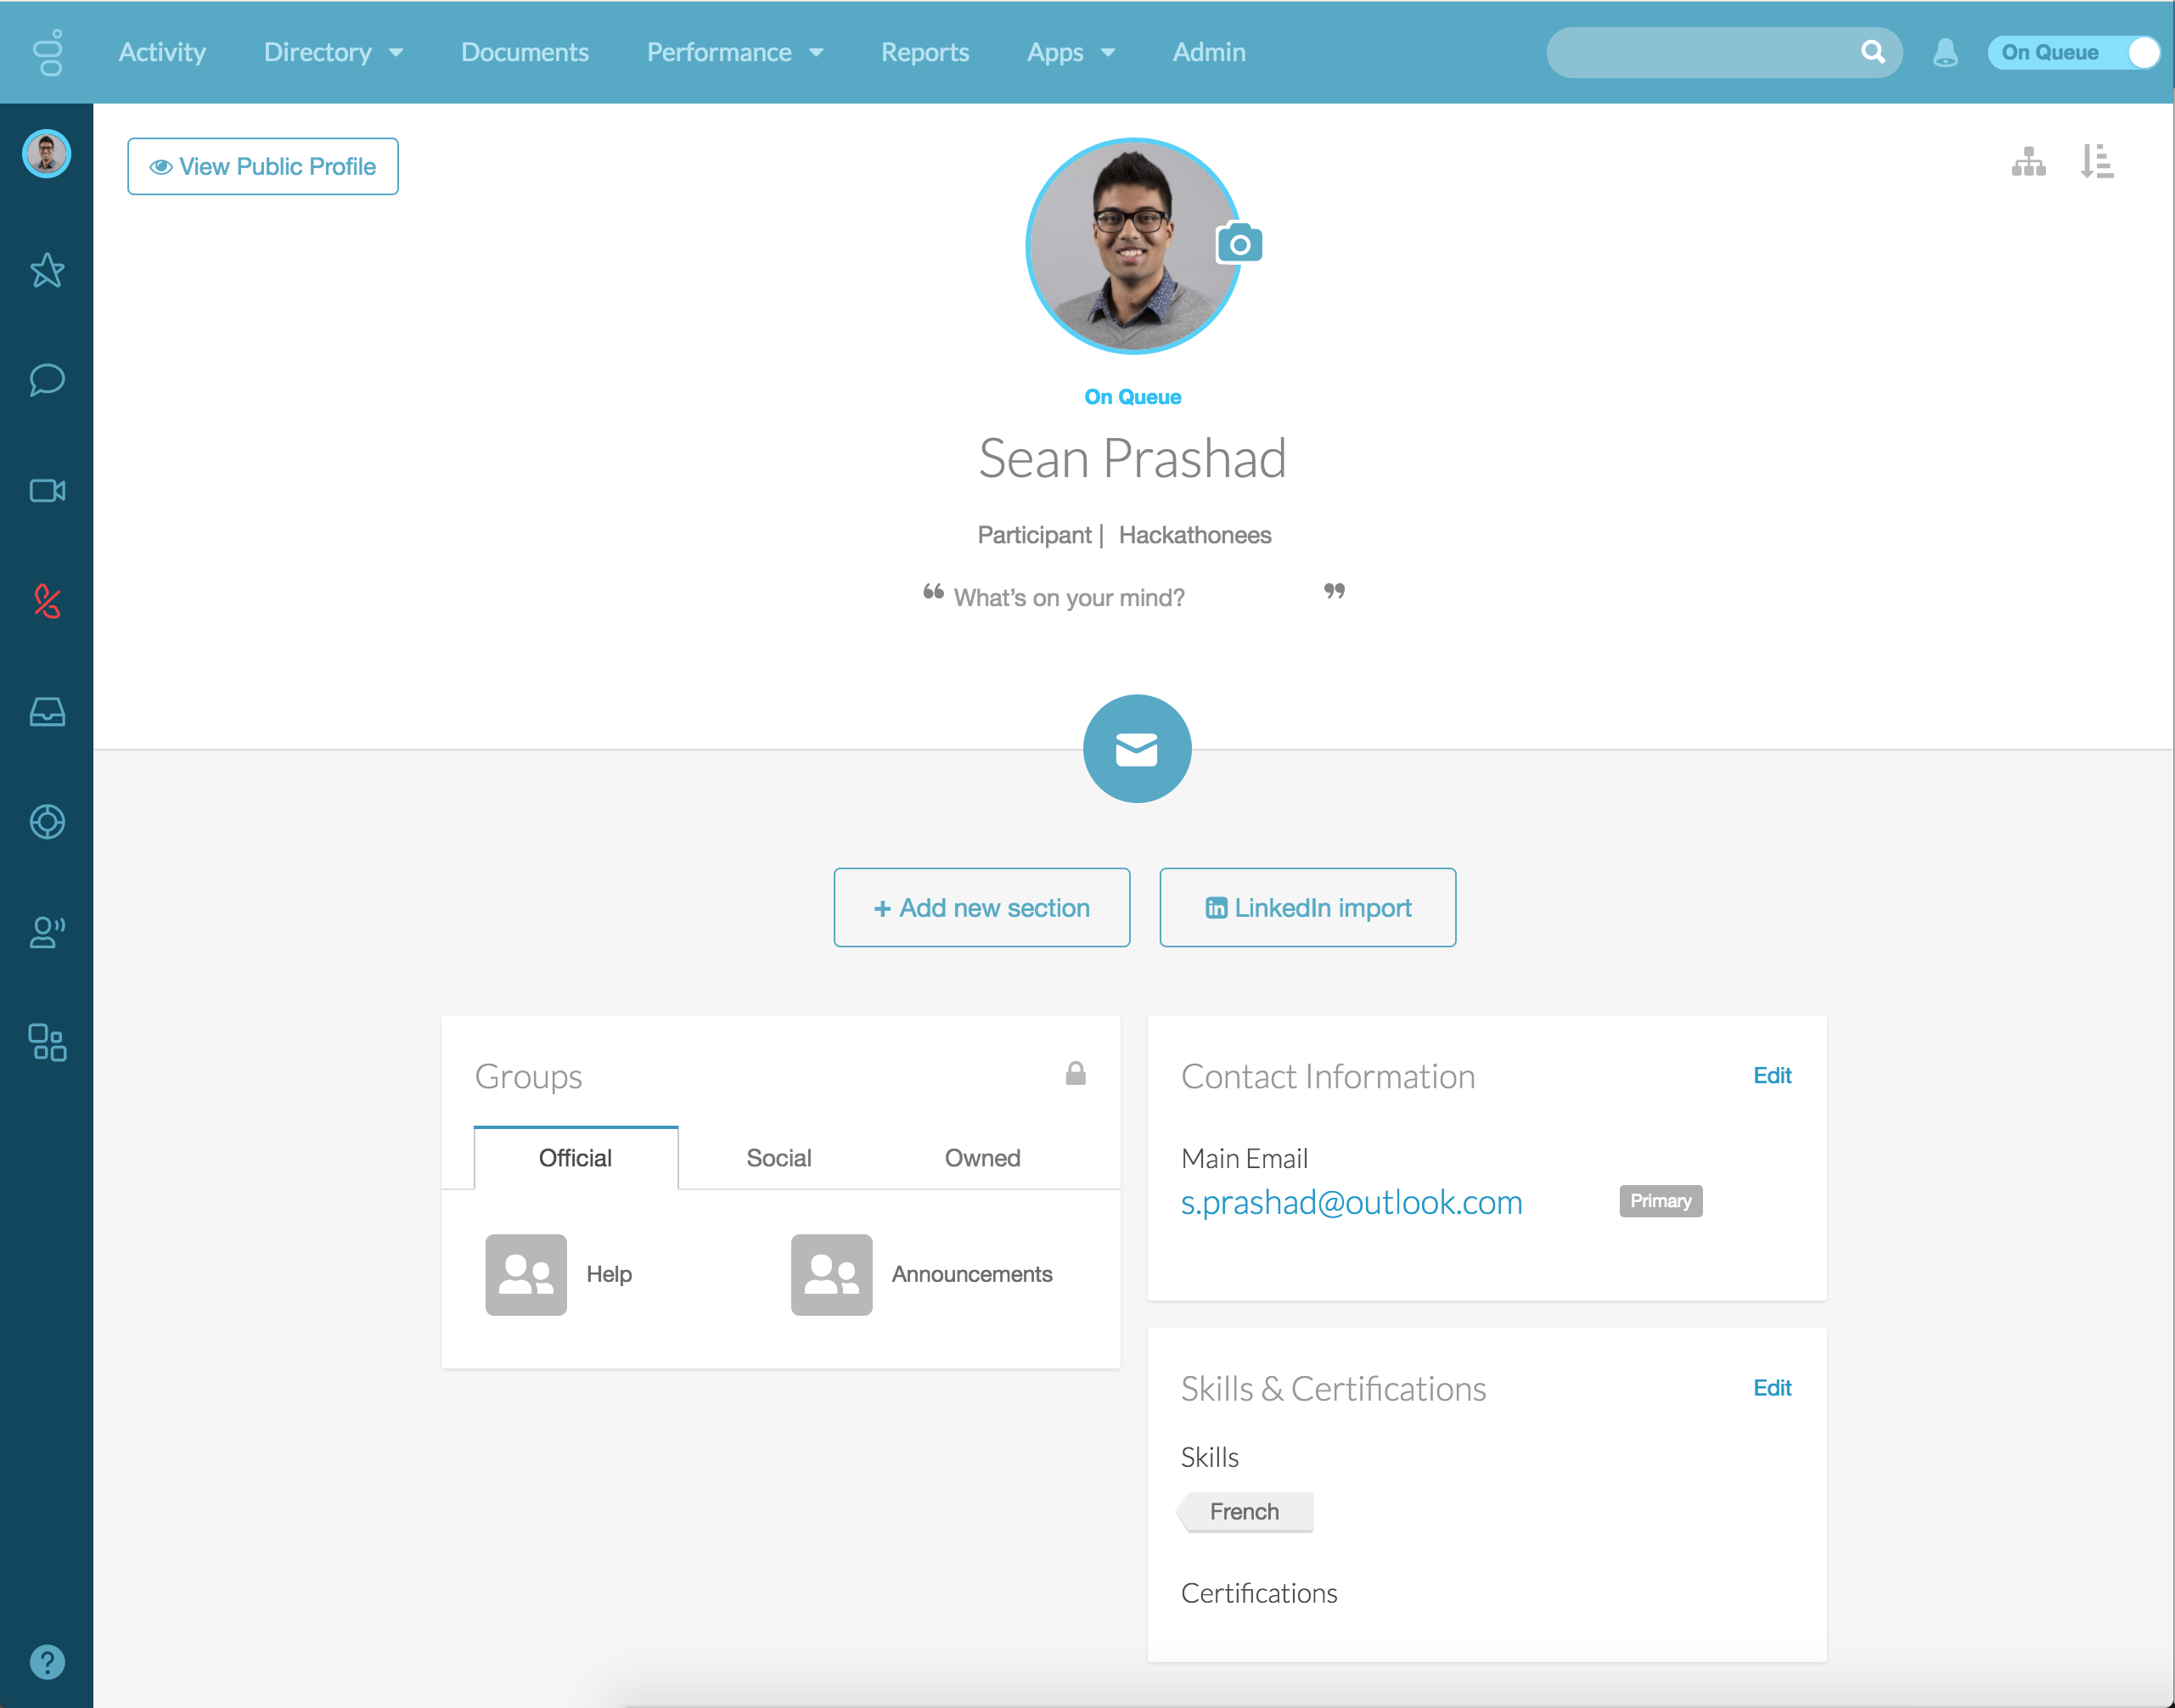 Activity Directory Documents Performance Reports Apps Admin On Queue
View Public Profile
On Queue
Sean Prashad
Participant | Hackathonees
“ What’s on your mind? ”
+ Add new section
in LinkedIn import
Groups
Official Social Owned
Help Announcements
Contact Information Edit
Main Email
s.prashad@outlook.com Primary
Skills & Certifications Edit
Skills
French
Certifications
?